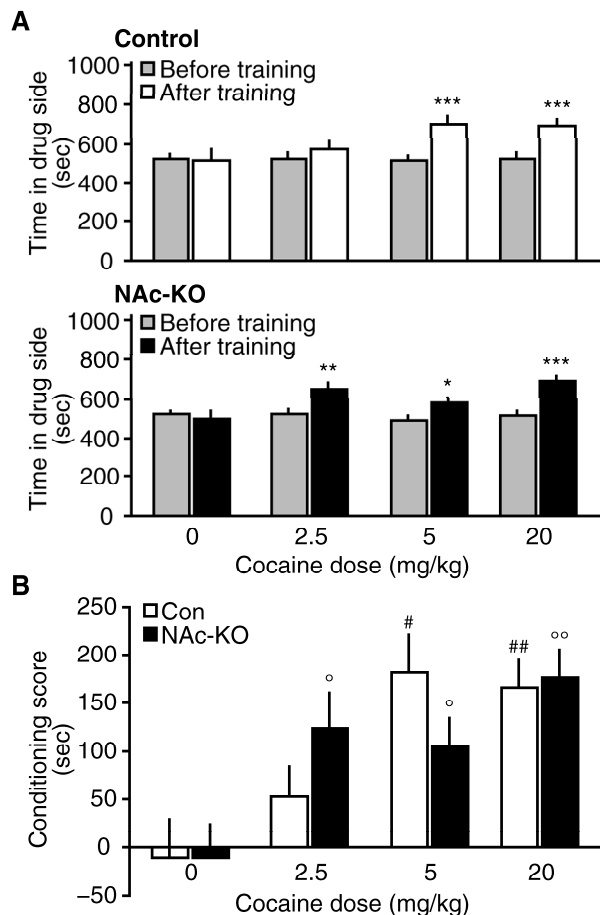 A
Control
1000
Before training
After training
800
600
400
200
0
Time in drug side
(sec)
***
***
NAc-KO
1000
Before training
After training
800
600
400
200
0
Time in drug side
(sec)
**
*
***
0 2.5 5 20
Cocaine dose (mg/kg)
B
250
Con
NAc-KO
200
150
100
50
0
–50
Conditioning score
(sec)
°
#
°
##
°°
0 2.5 5 20
Cocaine dose (mg/kg)